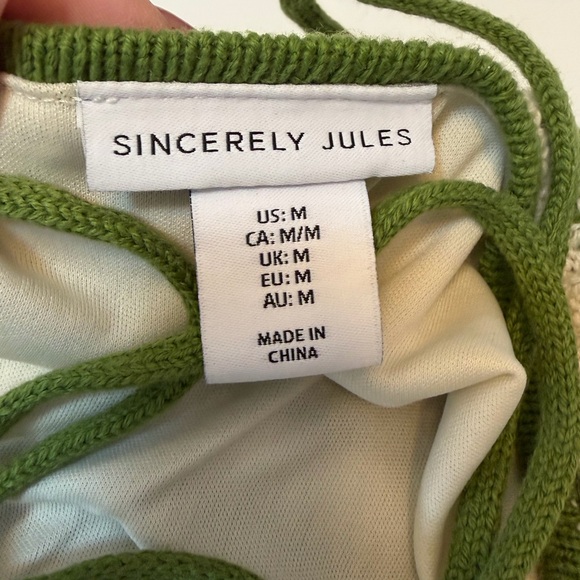 SINCERELY JULES
US: M
CA: M/M
UK: M
EU: M
AU: M
MADE IN
CHINA